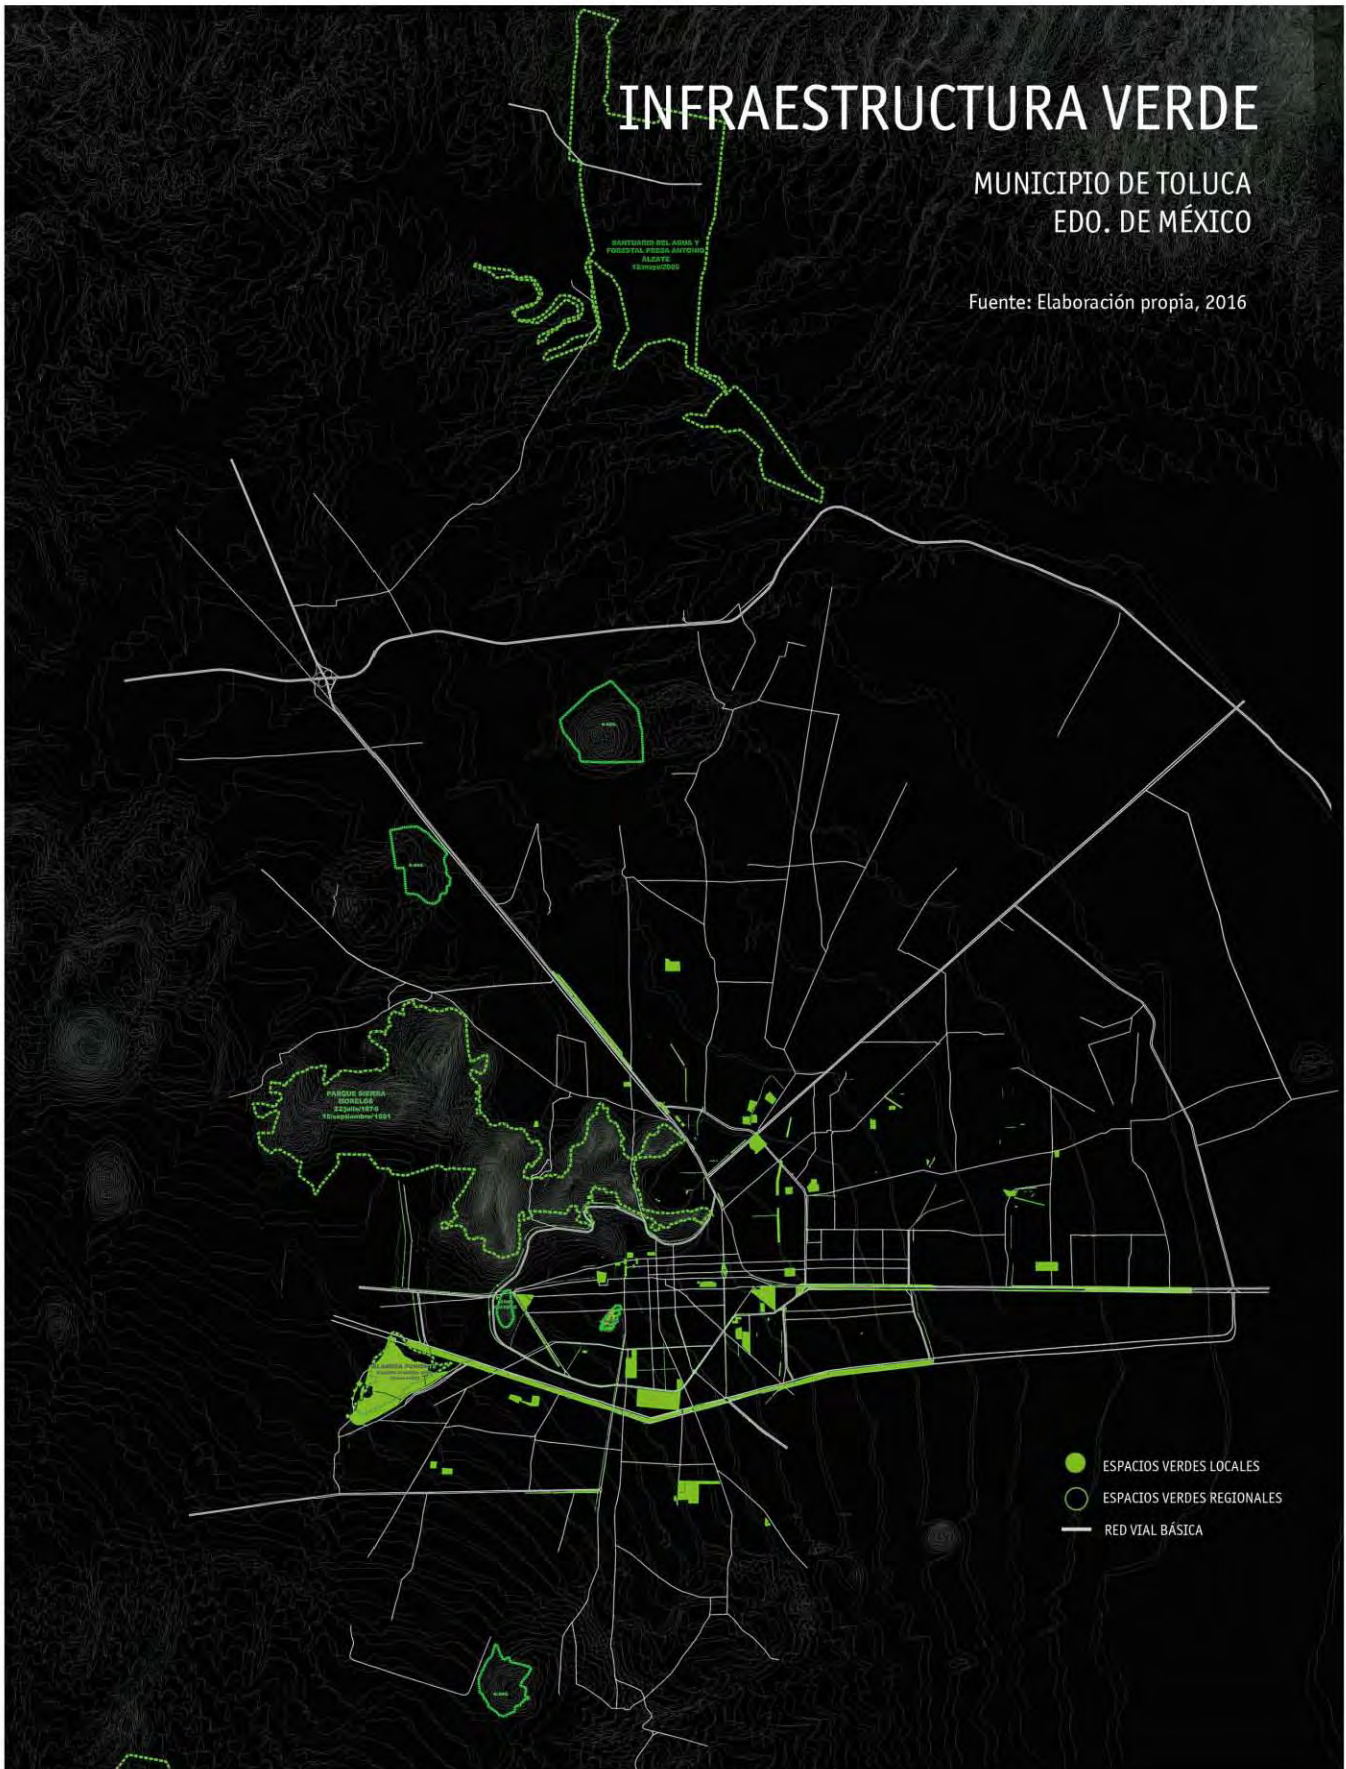 INFRAESTRUCTURA VERDE
MUNICIPIO DE TOLUCA
EDO. DE MÉXICO
Fuente: Elaboración propia, 2016
SANTUARIO DEL AGUA Y
FORESTAL PRESA ANTONIO
ALZATE
PARQUE SIERRA
MORELOS
ESPACIOS VERDES LOCALES
ESPACIOS VERDES REGIONALES
RED VIAL BÁSICA